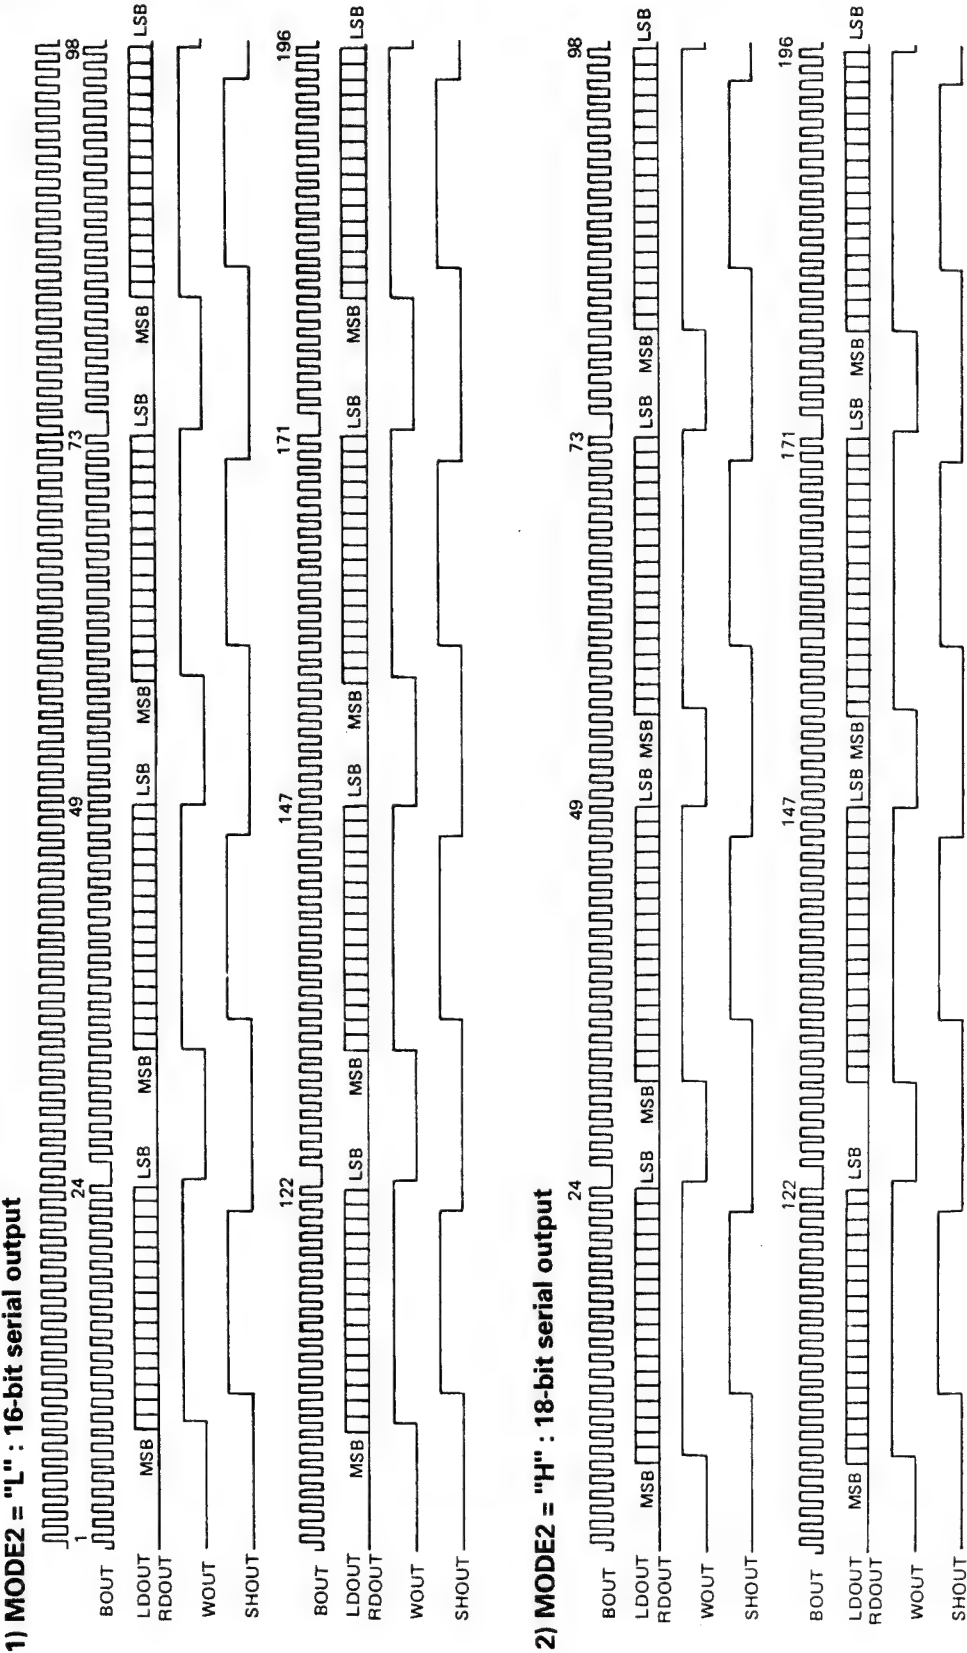 1) MODE2 = "L" : 16-bit serial output
1 24 49 73 98
BOUT
LDOUT MSB LSB MSB LSB MSB LSB MSB LSB
RDOUT
WOUT
SHOUT
122 147 171 196
BOUT
LDOUT MSB LSB MSB LSB MSB LSB MSB LSB
RDOUT
WOUT
SHOUT
2) MODE2 = "H" : 18-bit serial output
24 49 73 98
BOUT
LDOUT MSB LSB MSB LSB MSB LSB MSB LSB
RDOUT
WOUT
SHOUT
122 147 171 196
BOUT
LDOUT MSB LSB LSB MSB LSB MSB LSB
RDOUT
WOUT
SHOUT